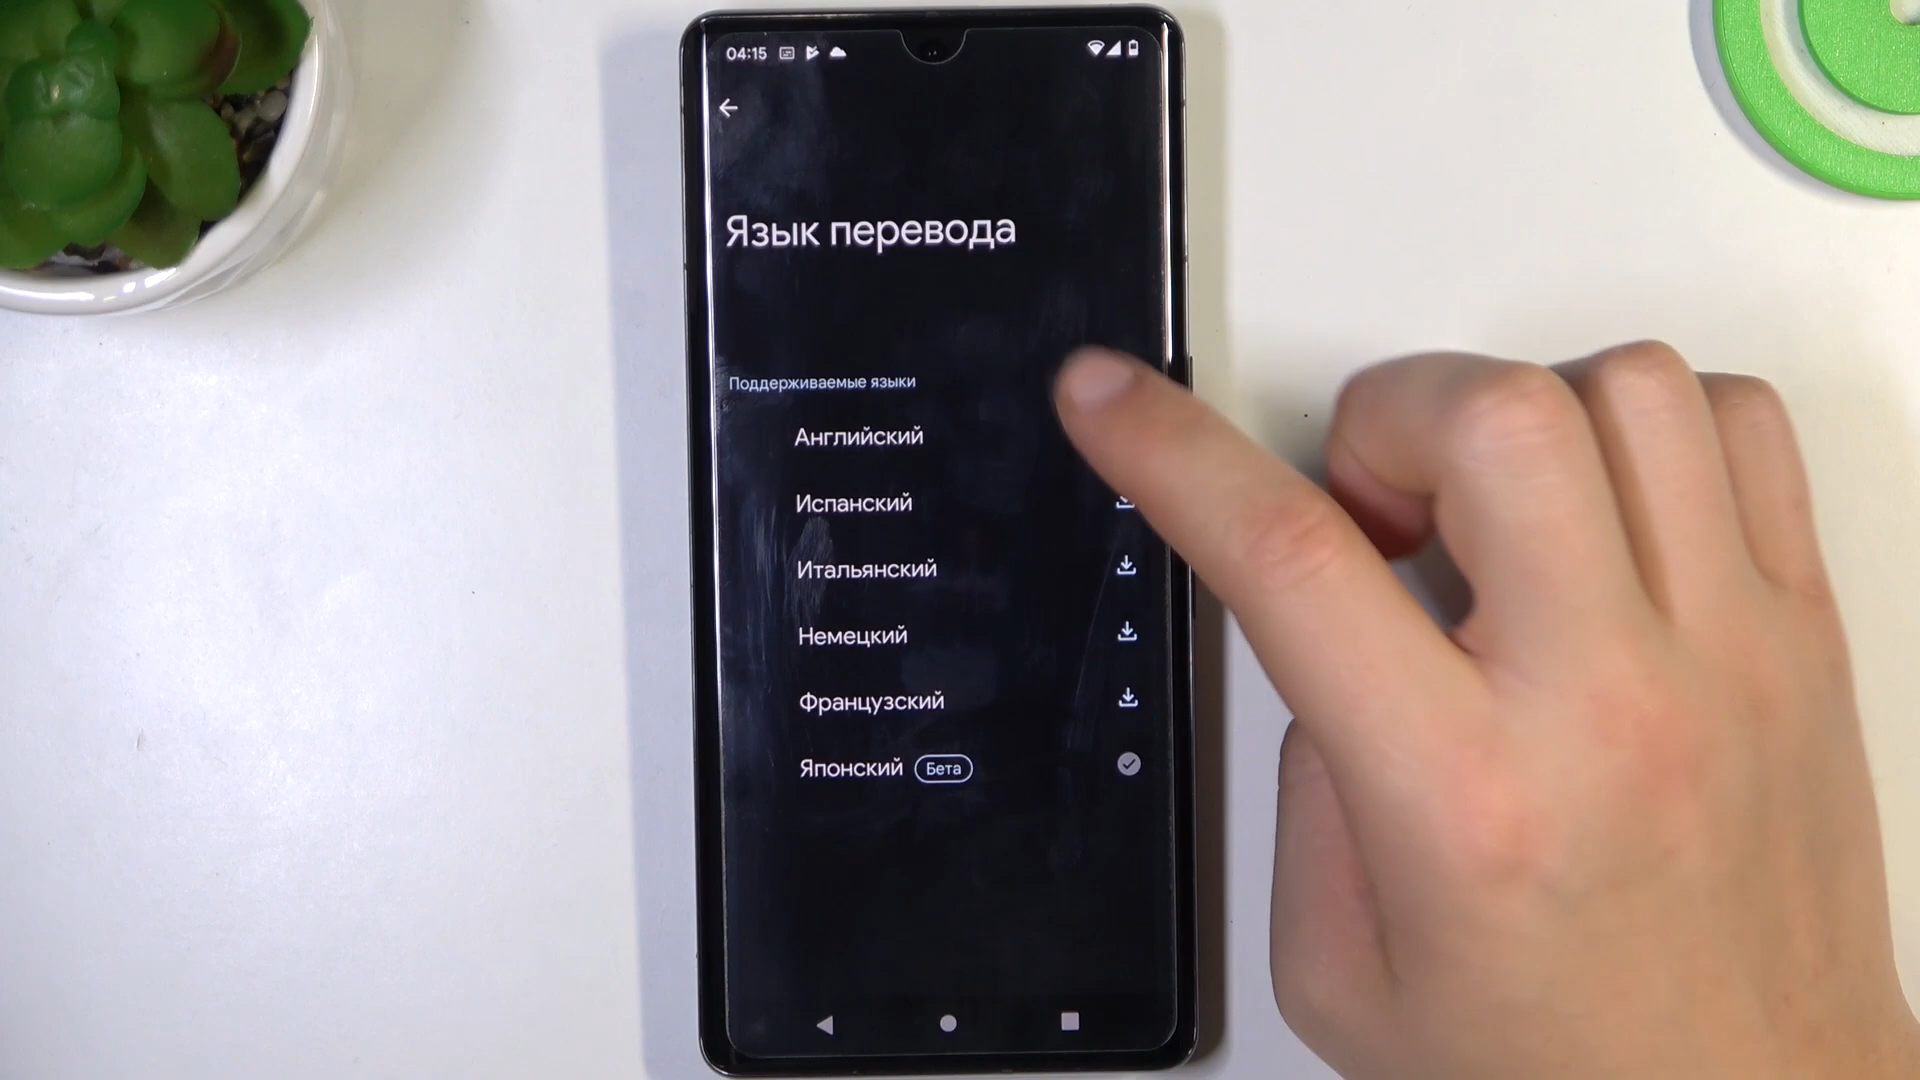 04:15
Язык перевода
Поддерживаемые языки
Английский
Испанский
Итальянский
Немецкий
Французский
Японский Бета